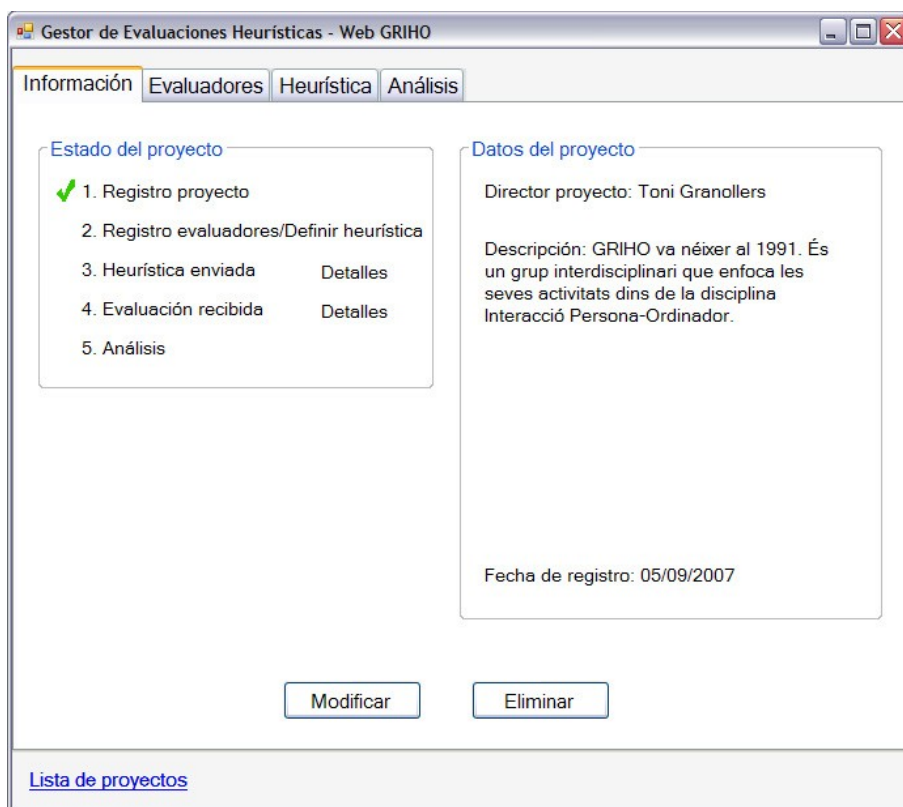 Gestor de Evaluaciones Heurísticas - Web GRIHO
Información Evaluadores Heurística Análisis
Estado del proyecto
1. Registro proyecto
2. Registro evaluadores/Definir heurística
3. Heurística enviada Detalles
4. Evaluación recibida Detalles
5. Análisis
Datos del proyecto
Director proyecto: Toni Granollers
Descripción: GRIHO va néixer al 1991. És
un grup interdisciplinari que enfoca les
seves activitats dins de la disciplina
Interacció Persona-Ordinador.
Fecha de registro: 05/09/2007
Modificar Eliminar
Lista de proyectos